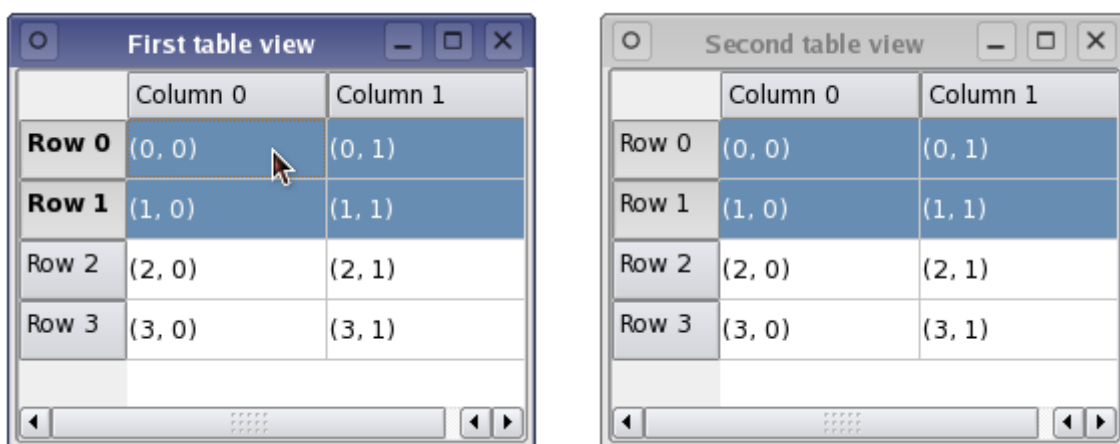 First table view
Column 0 Column 1
Row 0 (0, 0) (0, 1)
Row 1 (1, 0) (1, 1)
Row 2 (2, 0) (2, 1)
Row 3 (3, 0) (3, 1)
Second table view
Column 0 Column 1
Row 0 (0, 0) (0, 1)
Row 1 (1, 0) (1, 1)
Row 2 (2, 0) (2, 1)
Row 3 (3, 0) (3, 1)